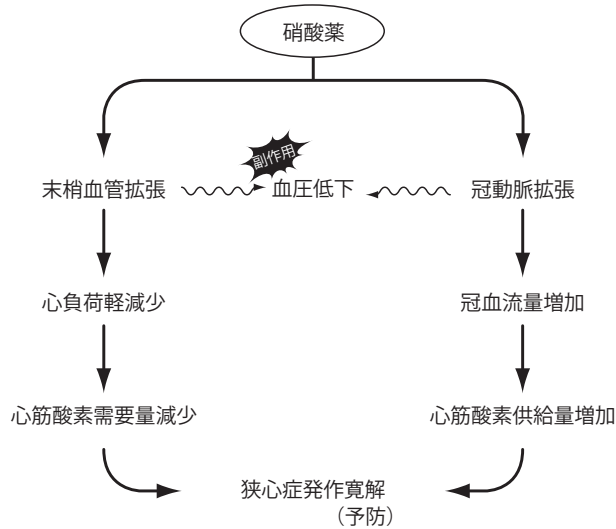 硝酸薬
副作用
末梢血管拡張
血圧低下
冠動脈拡張
心負荷軽減少
冠血流量増加
心筋酸素需要量減少
心筋酸素供給量増加
狭心症発作寛解
（予防）